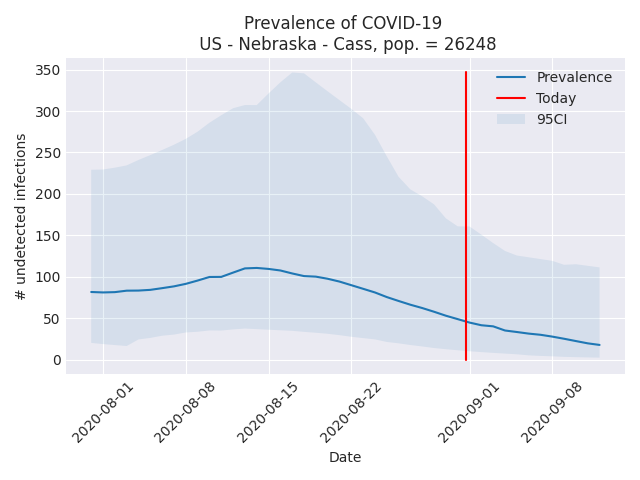 Prevalence of COVID-19
US - Nebraska - Cass, pop. = 26248
# undetected infections
350
300
250
200
150
100
50
0
Prevalence
Today
95CI
2020-08-01
2020-08-08
2020-08-15
2020-08-22
2020-09-01
2020-09-08
Date